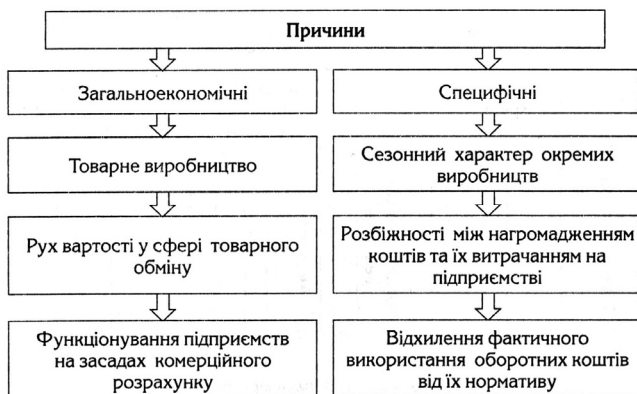 Причини
Загальноекономічні
Специфічні
Товарне виробництво
Сезонний характер окремих
виробництв
Рух вартості у сфері товарного
обміну
Розбіжності між нагромадженням
коштів та їх витрачанням на
підприємстві
Функціонування підприємств
на засадах комерційного
розрахунку
Відхилення фактичного
використання оборотних коштів
від їх нормативу